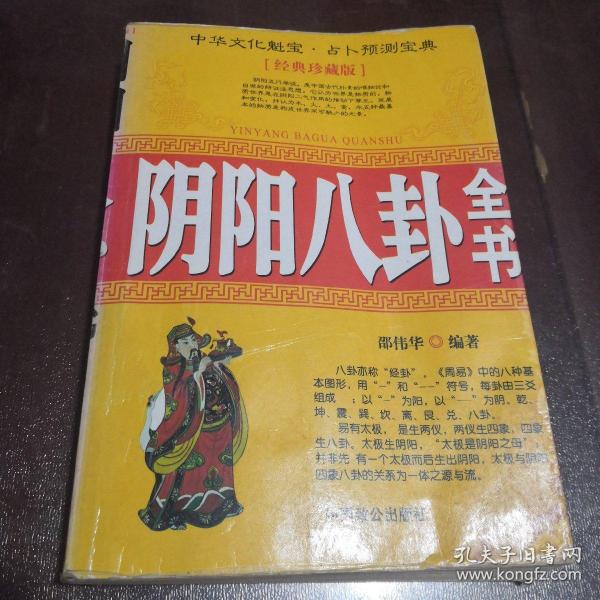 中华文化魁宝·占卜预测宝典
[经典珍藏版]
YINYANG BAGUA QUANSHU
阴阳八卦
全书
邵伟华◎编著
八卦亦称“经卦”。《周易》中的八种基
本图形，用“一”和“--”符号，每卦由三爻
组成；以“一”为阳，以“--”为阴。乾、
坤、震、巽、坎、离、艮、兑、八卦。
易有太极，是生两仪，两仪生四象，四象
生八卦。太极生阴阳，“太极是阴阳之母”；
并非先有一个太极而后生出阴阳，太极与阴阳
四象八卦的关系为一体之源与流。
公出版社
孔夫子旧书网
www.kongfz.com